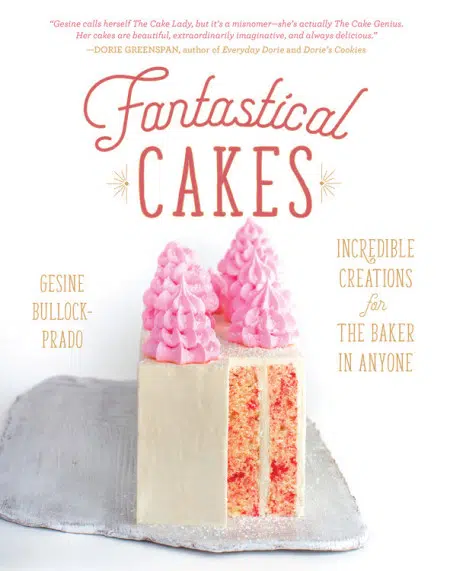 "Gesine calls herself The Cake Lady, but it's a misnomer—she's actually The Cake Genius.
Her cakes are beautiful, extraordinarily imaginative, and always delicious."
—DORIE GREENSPAN, author of Everyday Dorie and Dorie's Cookies
Fantastical
CAKES
GESINE
BULLOCK-
PRADO
INCREDIBLE
CREATIONS
for
THE BAKER
IN ANYONE